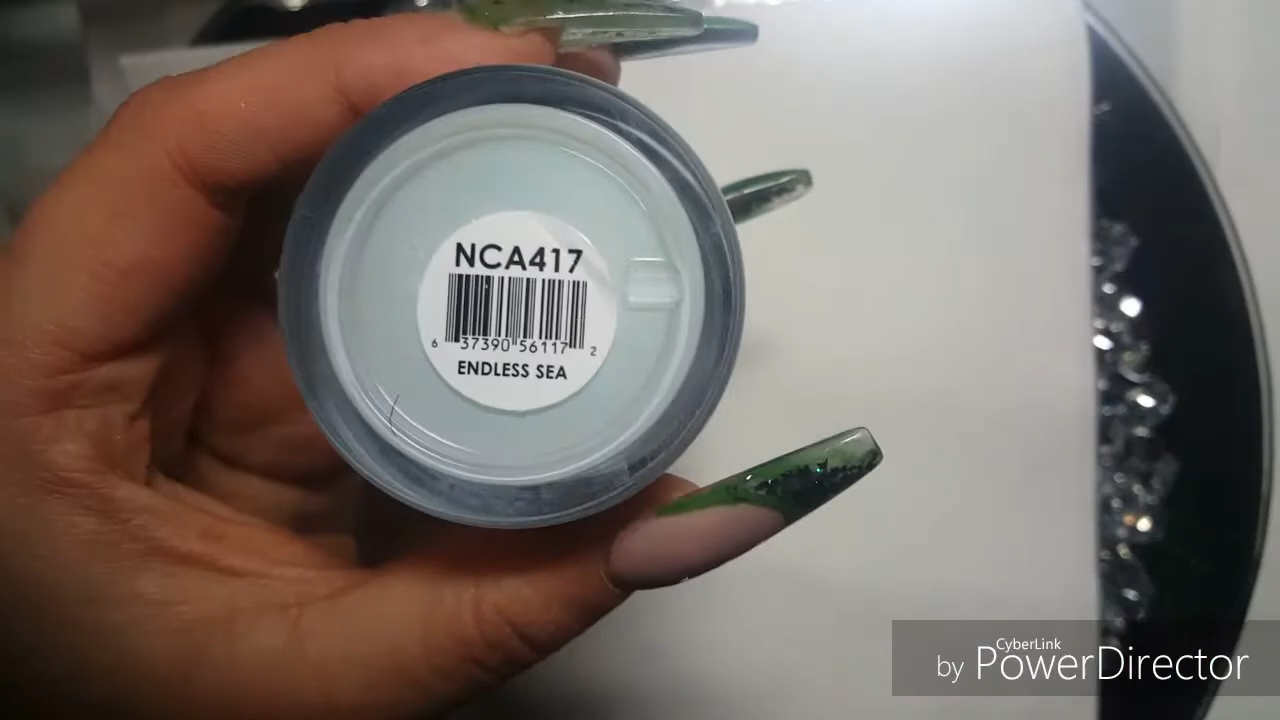 NCA417
6 37390 56117 2
ENDLESS SEA
CyberLink
by PowerDirector